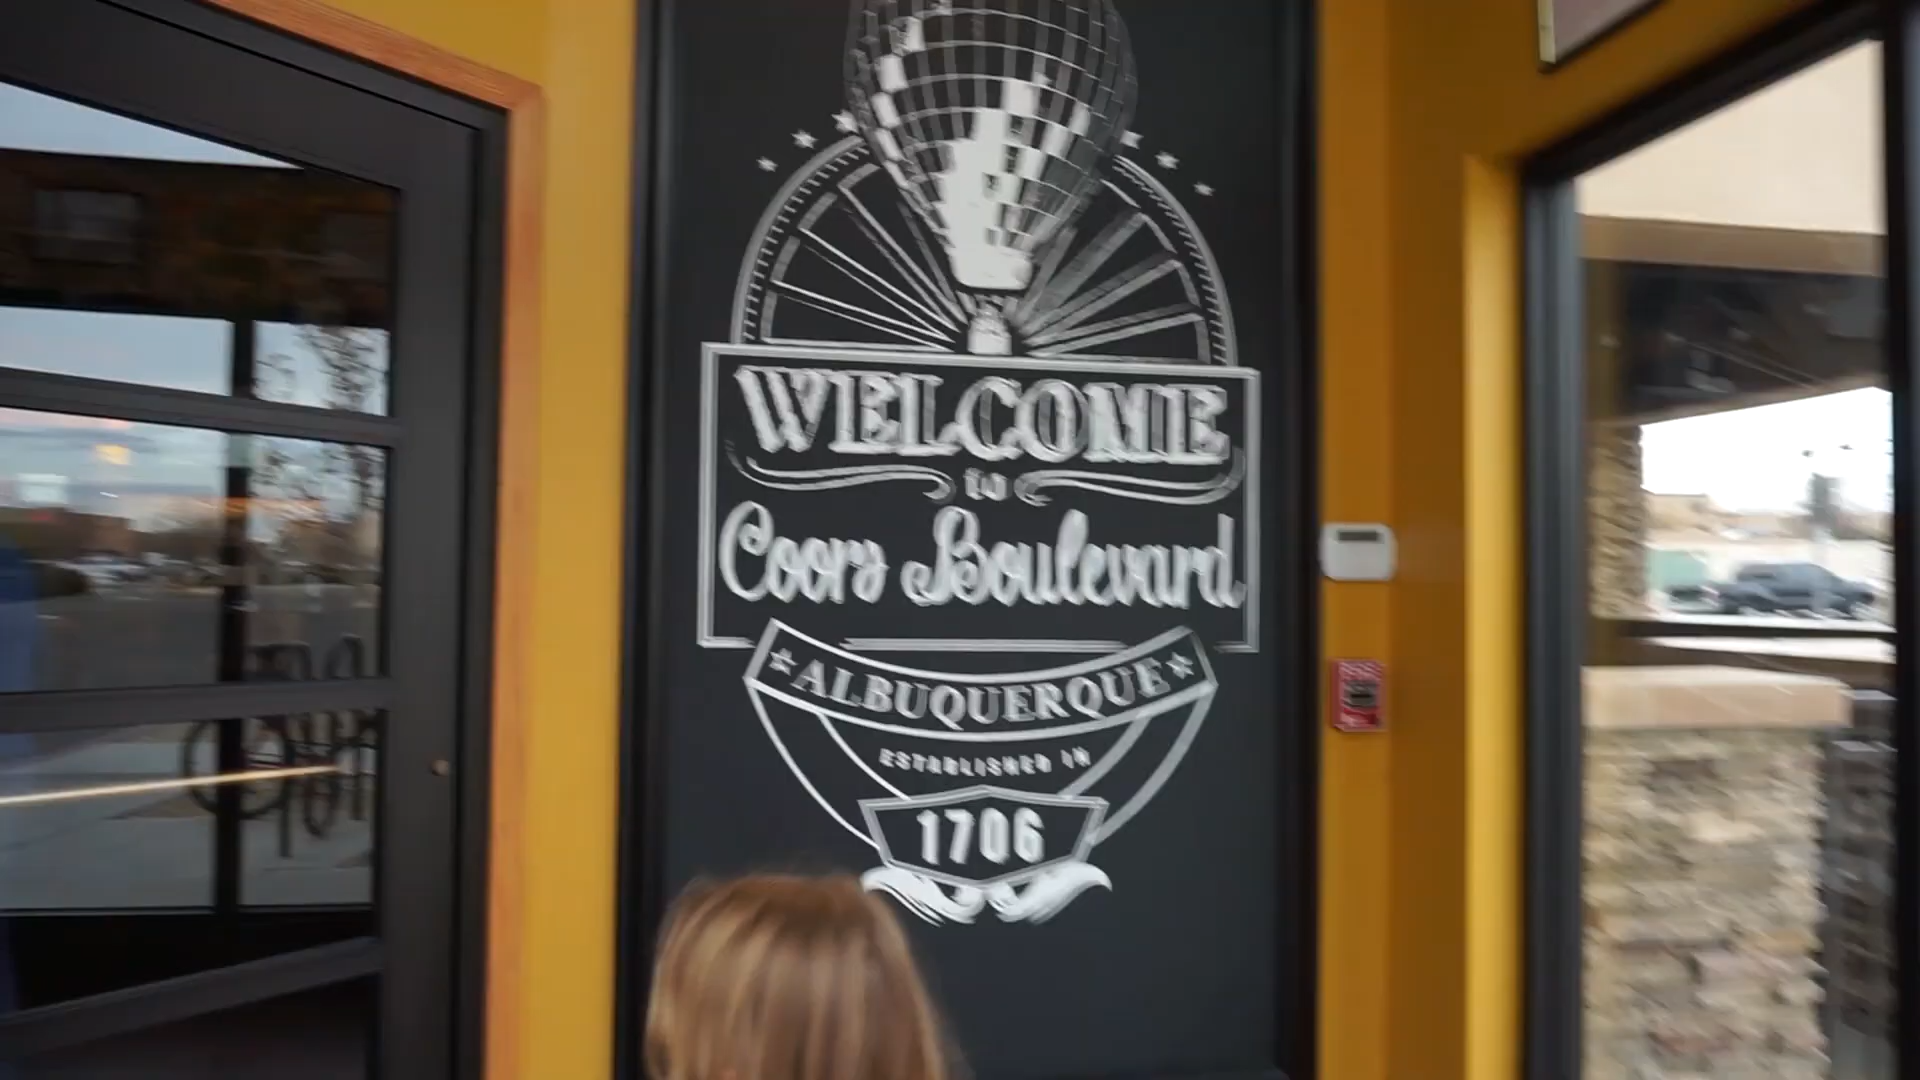 WELCOME
to
Coors Boulevard
ALBUQUERQUE
ESTABLISHED IN
1706